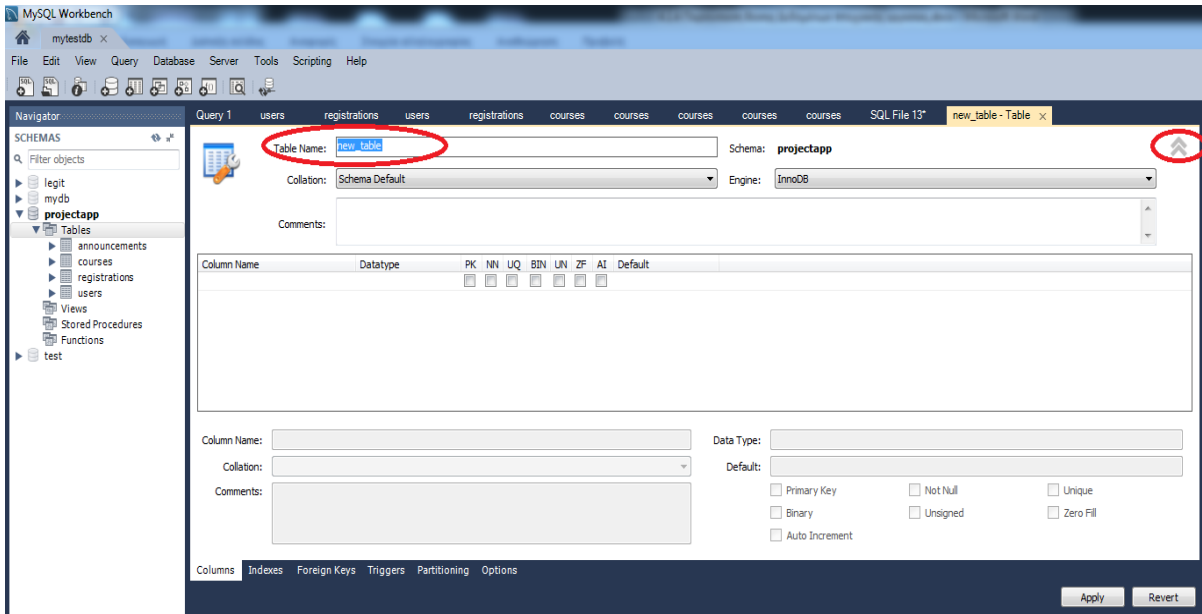 MySQL Workbench
mytestdb ×
File Edit View Query Database Server Tools Scripting Help
Navigator
SCHEMAS
Filter objects
legit
mydb
projectapp
Tables
announcements
courses
registrations
users
Views
Stored Procedures
Functions
test
Query 1 users registrations users registrations courses courses courses courses courses SQL File 13* new_table - Table ×
Table Name: new_table Schema: projectapp
Collation: Schema Default Engine: InnoDB
Comments:
Column Name Datatype PK NN UQ BIN UN ZF AI Default
Column Name: Data Type:
Collation: Default:
Comments: Primary Key Not Null Unique
Binary Unsigned Zero Fill
Auto Increment
Columns Indexes Foreign Keys Triggers Partitioning Options
Apply Revert